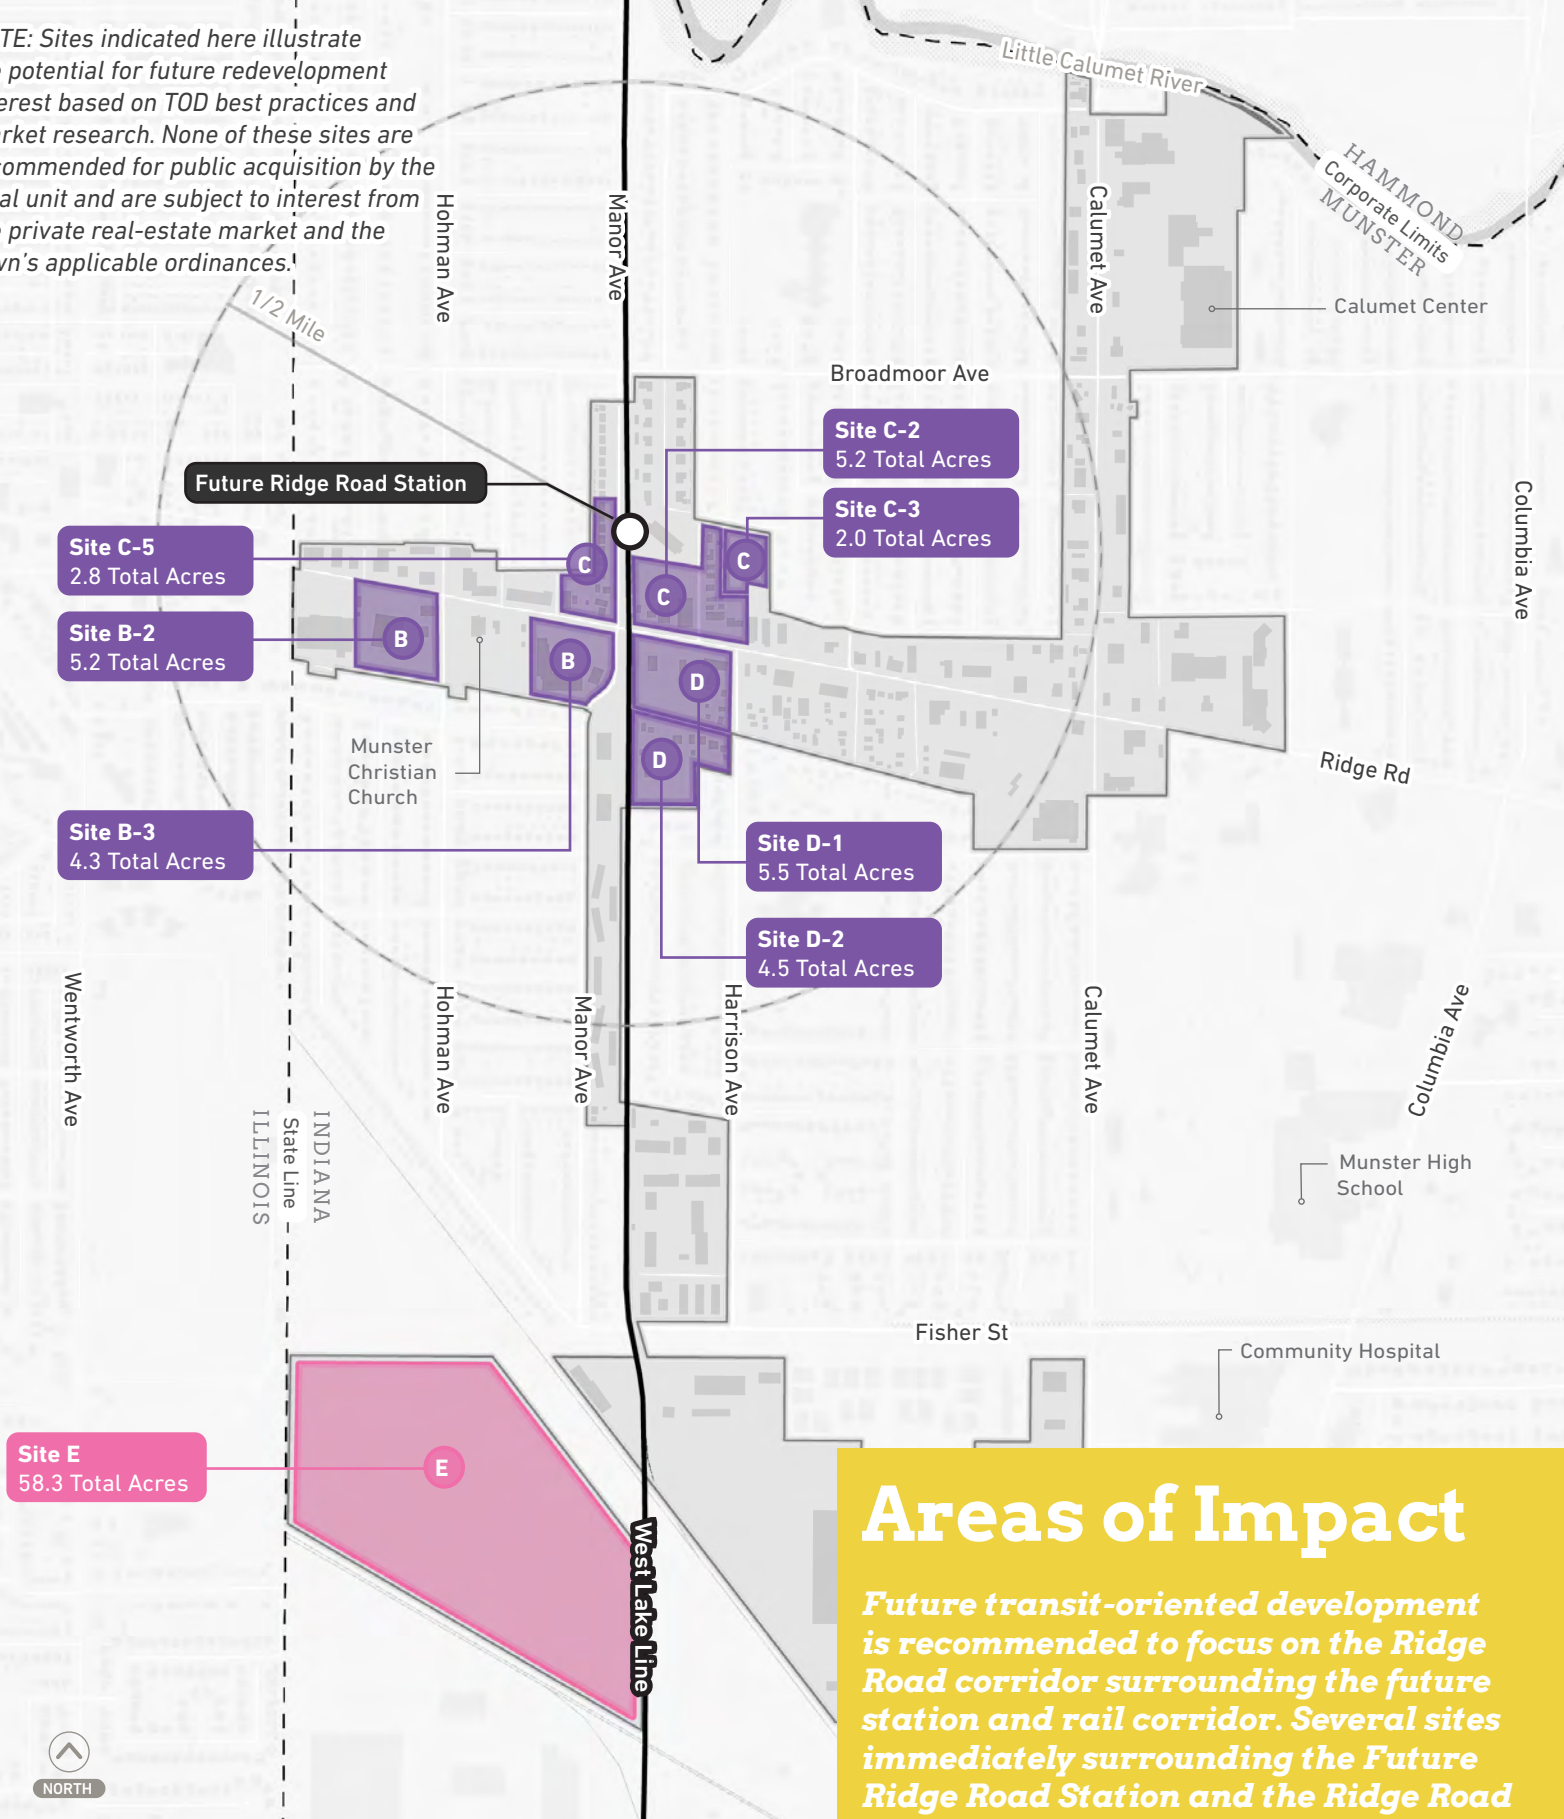 TE: Sites indicated here illustrate
potential for future redevelopment
erest based on TOD best practices and
rket research. None of these sites are
commended for public acquisition by the
al unit and are subject to interest from
private real-estate market and the
wn's applicable ordinances.
Little Calumet River
HAMMOND
Corporate Limits
MUNSTER
Hohman Ave
Manor Ave
Calumet Ave
Calumet Center
1/2 Mile
Broadmoor Ave
Site C-2
5.2 Total Acres
Future Ridge Road Station
Site C-3
2.0 Total Acres
Columbia Ave
Site C-5
2.8 Total Acres
C
C
C
Site B-2
5.2 Total Acres
B
B
D
D
Munster
Christian
Church
Ridge Rd
Site B-3
4.3 Total Acres
Site D-1
5.5 Total Acres
Site D-2
4.5 Total Acres
Wentworth Ave
Hohman Ave
Manor Ave
Harrison Ave
Calumet Ave
Columbia Ave
ILLINOIS
State Line
INDIANA
Munster High
School
Fisher St
Community Hospital
Site E
58.3 Total Acres
E
West Lake Line
NORTH
Areas of Impact
Future transit-oriented development
is recommended to focus on the Ridge
Road corridor surrounding the future
station and rail corridor. Several sites
immediately surrounding the Future
Ridge Road Station and the Ridge Road